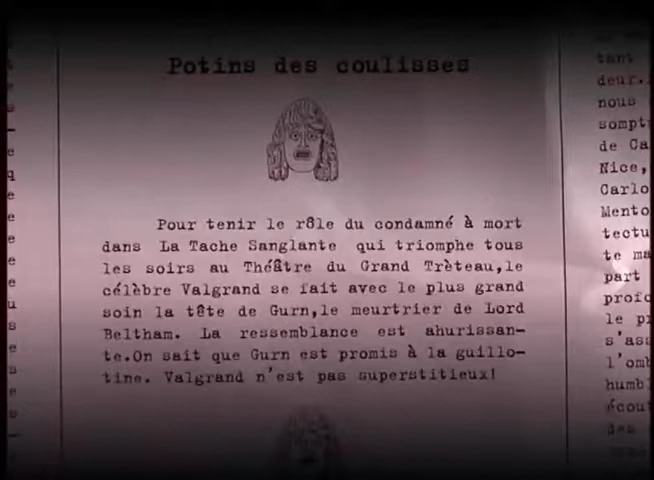 Potins des coulisses
Pour tenir le rôle du condamné à mort
dans La Tache Sanglante qui triomphe tous
les soirs au Théâtre du Grand Trèteau,le
célèbre Valgrand se fait avec le plus grand
soin la tête de Gurn,le meurtrier de Lord
Beltham. La ressemblance est ahurissan-
te.On sait que Gurn est promis à la guillo-
tine. Valgrand n'est pas superstitieux!
tant
deur.
nous
sompt
de Ca
Nice,
Carlo
Mento
tectu
te ma
part
profo
le p
s'ass
l'omb
humbl
écout
des